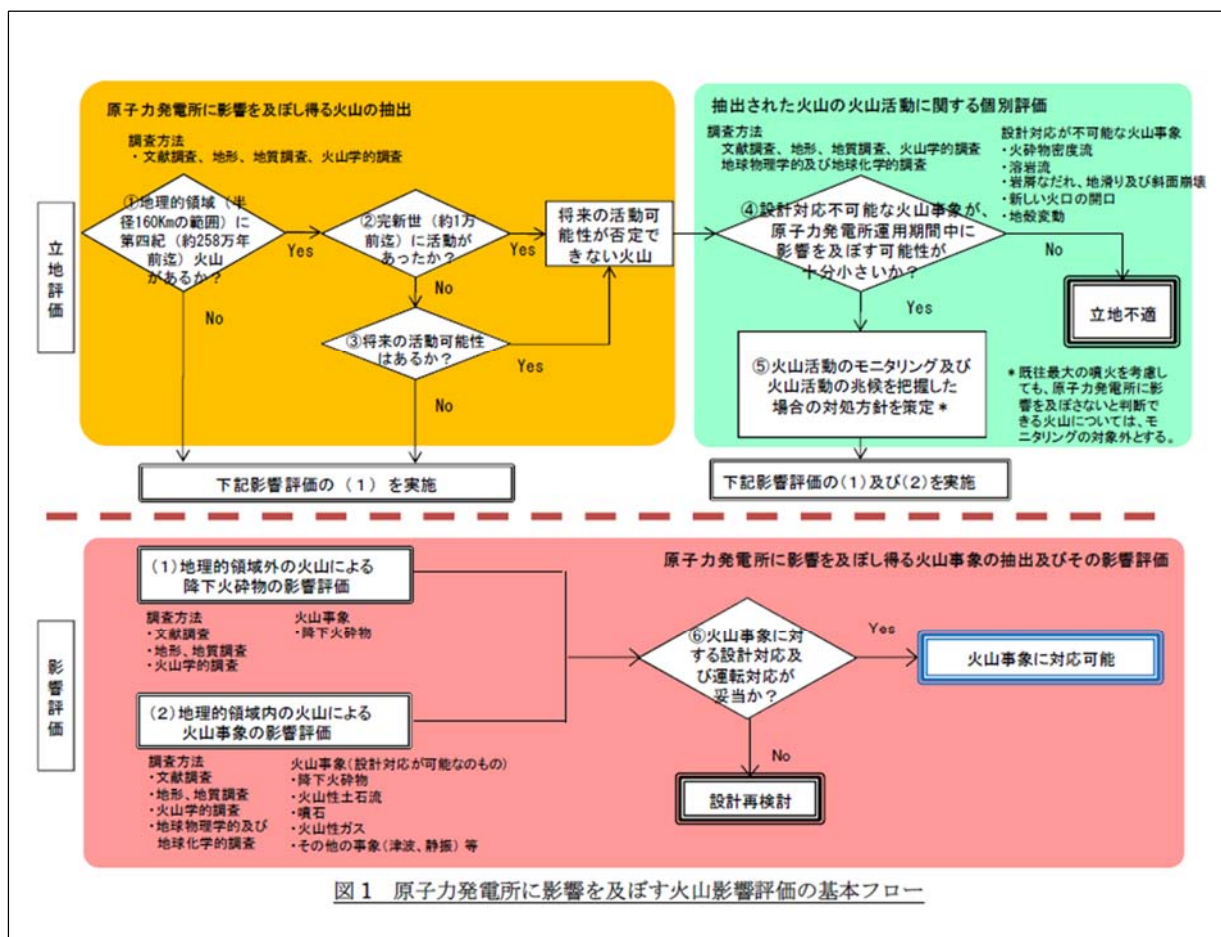 原子力発電所に影響を及ぼし得る火山の抽出
調査方法
・文献調査、地形、地質調査、火山学的調査
立地評価
①地理的領域（半
径160Kmの範囲）に
第四紀（約258万年
前迄）火山
があるか？
Yes
No
②完新世（約1万
前迄）に活動が
あったか？
Yes
No
③将来の活動可能性
はあるか？
Yes
No
将来の活動可
能性が否定で
きない火山
下記影響評価の（1）を実施
抽出された火山の火山活動に関する個別評価
調査方法
文献調査、地形、地質調査、火山学的調査
地球物理学的及び地球化学的調査
設計対応が不可能な火山事象
・火砕物密度流
・溶岩流
・岩屑なだれ、地滑り及び斜面崩壊
・新しい火口の開口
・地殻変動
④設計対応不可能な火山事象が、
原子力発電所運用期間中に
影響を及ぼす可能性が
十分小さいか？
No
Yes
立地不適
⑤火山活動のモニタリング及び
火山活動の兆候を把握した
場合の対処方針を策定＊
＊既往最大の噴火を考慮し
ても、原子力発電所に影
響を及ぼさないと判断で
きる火山については、モ
ニタリングの対象外とする。
下記影響評価の(1)及び(2)を実施
影響評価
原子力発電所に影響を及ぼし得る火山事象の抽出及びその影響評価
(1)地理的領域外の火山による
降下火砕物の影響評価
調査方法
・文献調査
・地形、地質調査
・火山学的調査
火山事象
・降下火砕物
(2)地理的領域内の火山による
火山事象の影響評価
調査方法
・文献調査
・地形、地質調査
・火山学的調査
・地球物理学的及び
地球化学的調査
火山事象(設計対応が可能なのもの)
・降下火砕物
・火山性土石流
・噴石
・火山性ガス
・その他の事象(津波、静振)等
⑥火山事象に対
する設計対応及
び運転対応が
妥当か？
Yes
No
火山事象に対応可能
設計再検討
図1　原子力発電所に影響を及ぼす火山影響評価の基本フロー